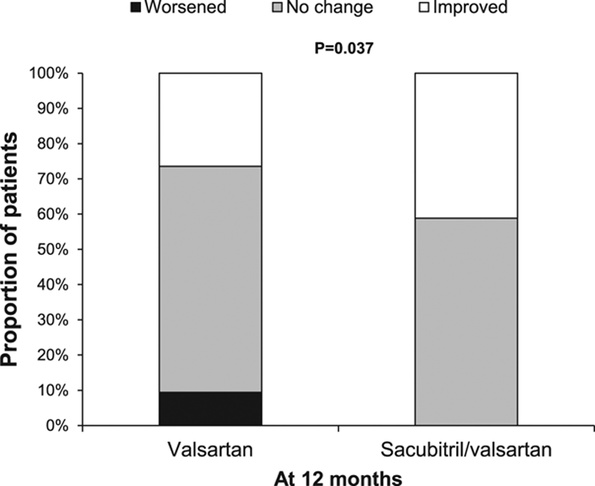 Worsened No change Improved
P=0.037
100%
90%
80%
70%
60%
50%
40%
30%
20%
10%
0%
Proportion of patients
Valsartan Sacubitril/valsartan
At 12 months